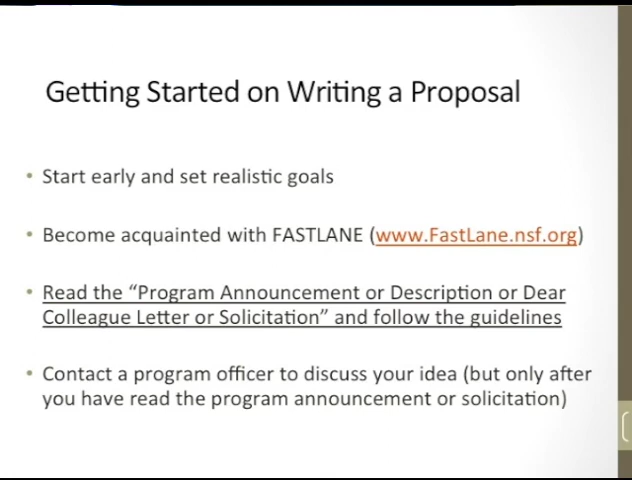 Getting Started on Writing a Proposal
• Start early and set realistic goals
• Become acquainted with FASTLANE (www.FastLane.nsf.org)
• Read the “Program Announcement or Description or Dear
Colleague Letter or Solicitation” and follow the guidelines
• Contact a program officer to discuss your idea (but only after
you have read the program announcement or solicitation)